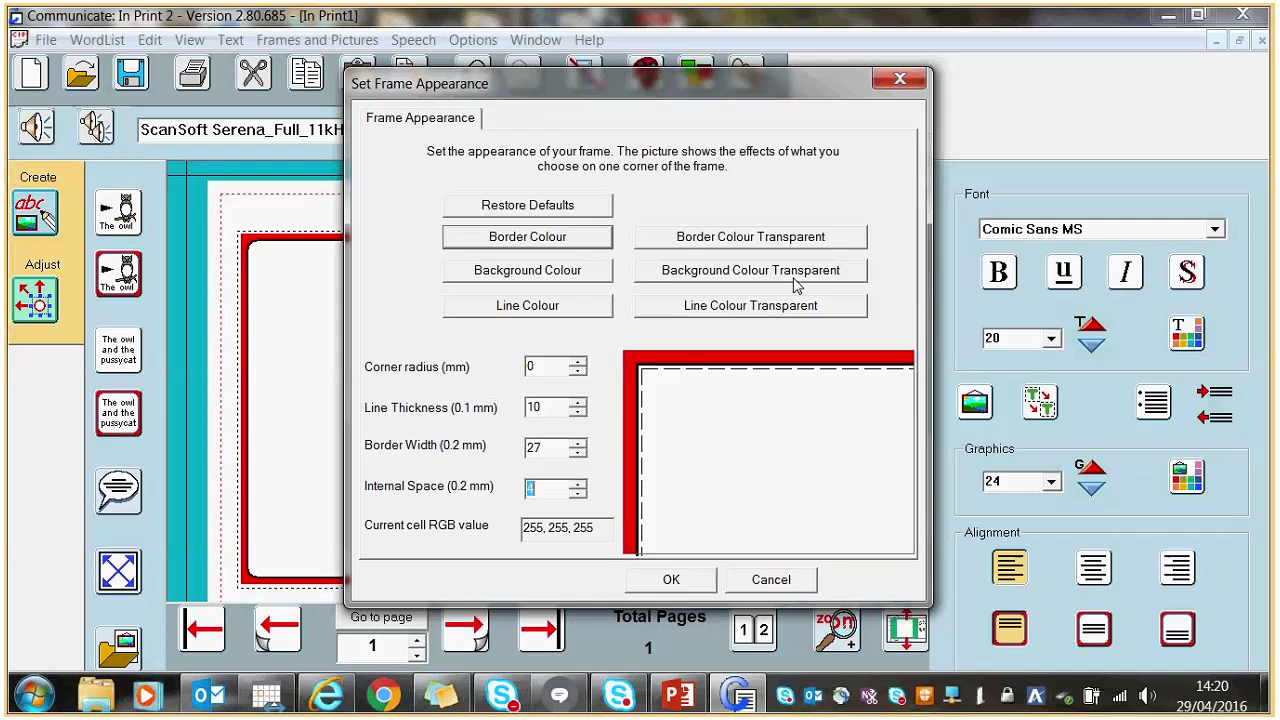 Communicate: In Print 2 - Version 2.80.685 - [In Print1]
File WordList Edit View Text Frames and Pictures Speech Options Window Help
ScanSoft Serena_Full_11kH
Create
abc
The owl
Adjust
The owl
The owl
and the
pussycat
The owl
and the
pussycat
Set Frame Appearance
Frame Appearance
Set the appearance of your frame. The picture shows the effects of what you
choose on one corner of the frame.
Restore Defaults
Border Colour
Border Colour Transparent
Background Colour
Background Colour Transparent
Line Colour
Line Colour Transparent
Corner radius (mm)
0
Line Thickness (0.1 mm)
10
Border Width (0.2 mm)
27
Internal Space (0.2 mm)
4
Current cell RGB value
255, 255, 255
OK
Cancel
Font
Comic Sans MS
B u I S
20
T
T
Graphics
24
G
Alignment
Go to page
1
Total Pages
1
1 2
zoom
14:20
29/04/2016